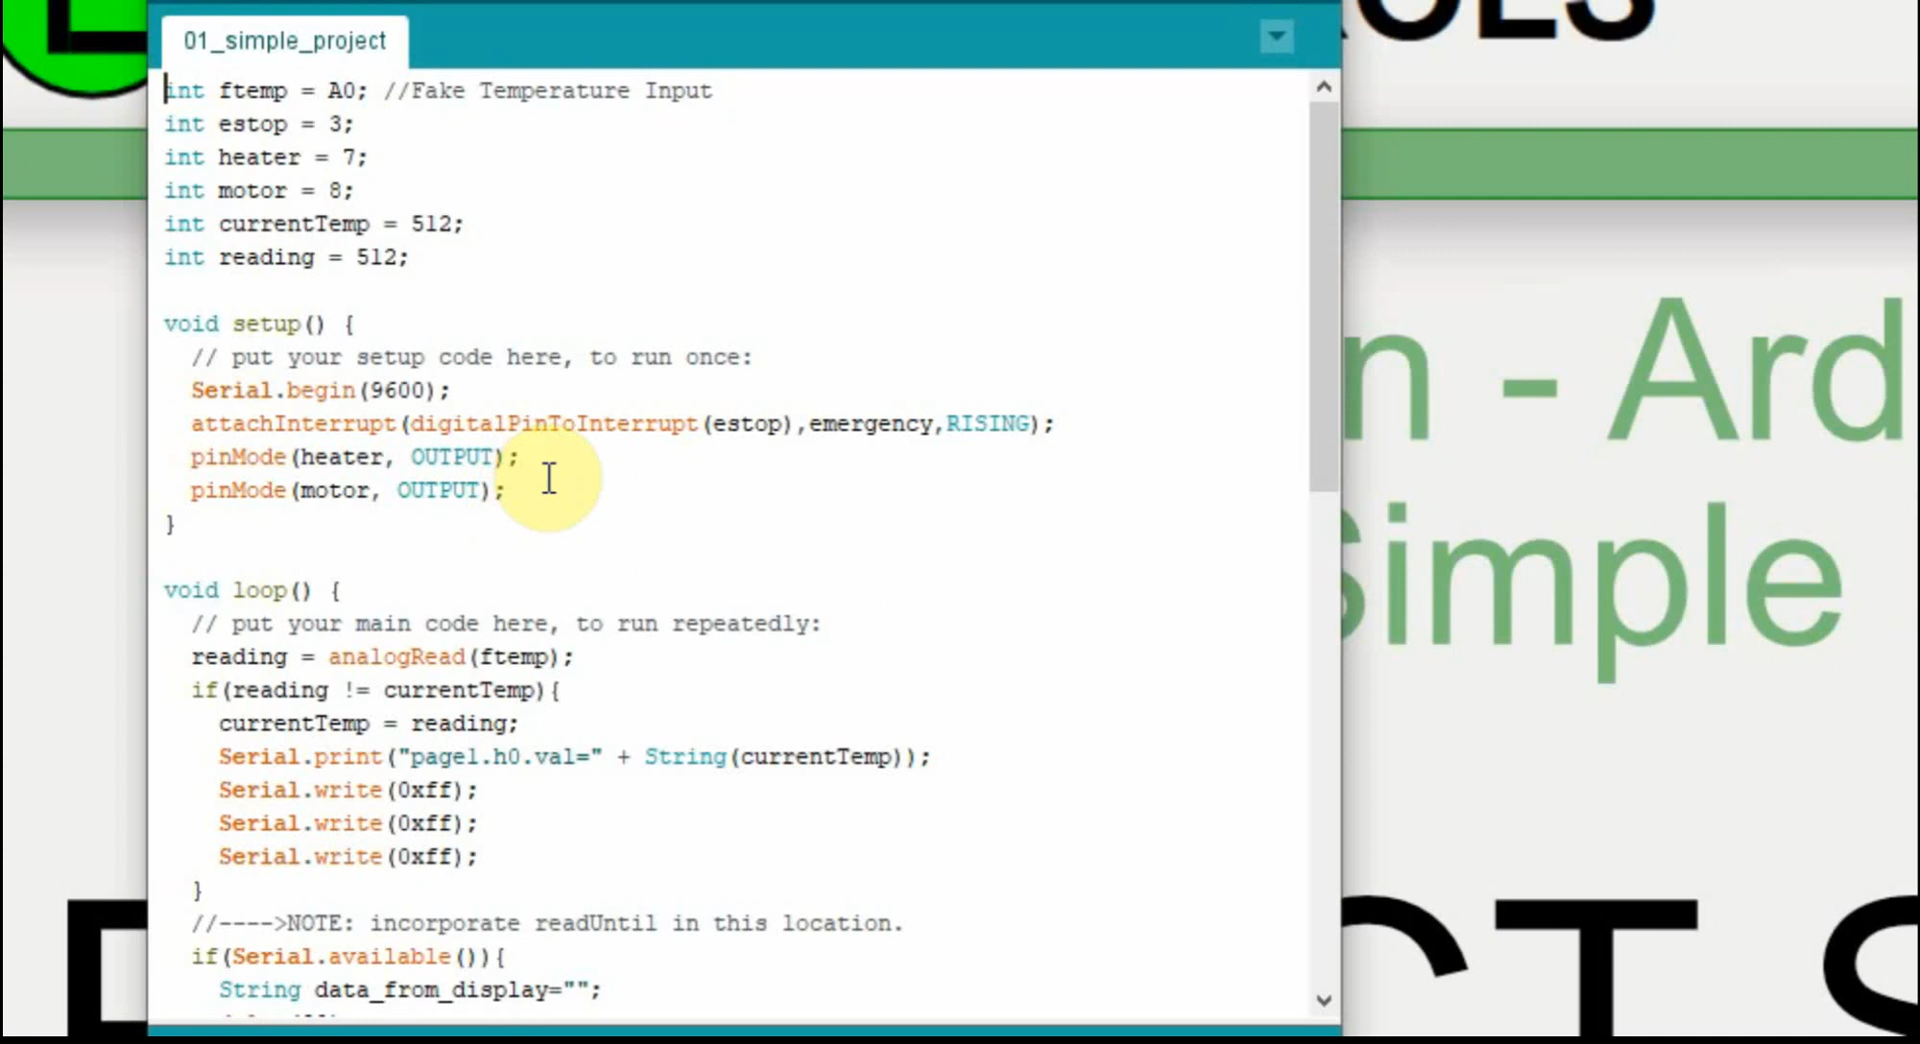 01_simple_project
int ftemp = A0; //Fake Temperature Input
int estop = 3;
int heater = 7;
int motor = 8;
int currentTemp = 512;
int reading = 512;
void setup() {
  // put your setup code here, to run once:
  Serial.begin(9600);
  attachInterrupt(digitalPinToInterrupt(estop),emergency,RISING);
  pinMode(heater, OUTPUT);
  pinMode(motor, OUTPUT);
}
void loop() {
  // put your main code here, to run repeatedly:
  reading = analogRead(ftemp);
  if(reading != currentTemp){
    currentTemp = reading;
    Serial.print("page1.h0.val=" + String(currentTemp));
    Serial.write(0xff);
    Serial.write(0xff);
    Serial.write(0xff);
  }
  //---->NOTE: incorporate readUntil in this location.
  if(Serial.available()){
    String data_from_display="";
n - Ard
Simple
CT S